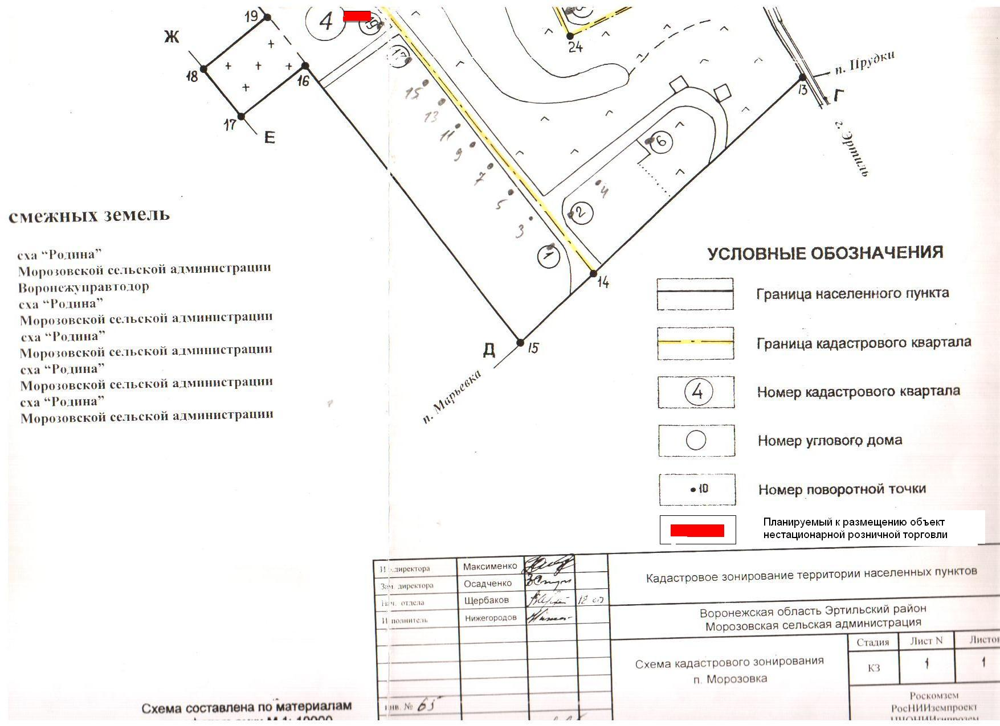 19
4
19
Ж
24
18
16
17
п. Прудки
13
Г
17
Е
15
13
11
9
7
5
3
1
6
4
2
г. Эртиль
смежных земель
сха “Родина”
Морозовской сельской администрации
Воронежуправтодор
сха “Родина”
Морозовской сельской администрации
сха “Родина”
Морозовской сельской администрации
сха “Родина”
Морозовской сельской администрации
сха “Родина”
Морозовской сельской администрации
14
Д
15
п. Марьевка
УСЛОВНЫЕ ОБОЗНАЧЕНИЯ
Граница населенного пункта
Граница кадастрового квартала
4 Номер кадастрового квартала
Номер углового дома
10 Номер поворотной точки
Планируемый к размещению объект
нестационарной розничной торговли
директора Максименко
Зам. директора Осадченко
Нач. отдела Щербаков
Исполнитель Нижегородов
инв. № 65
Кадастровое зонирование территории населенных пунктов
Воронежская область Эртильский район
Морозовская сельская администрация
Схема кадастрового зонирования
п. Морозовка
Стадия Лист N Листов
КЗ 1 1
Роскомзем
РосНИИземпроект
Схема составлена по материалам